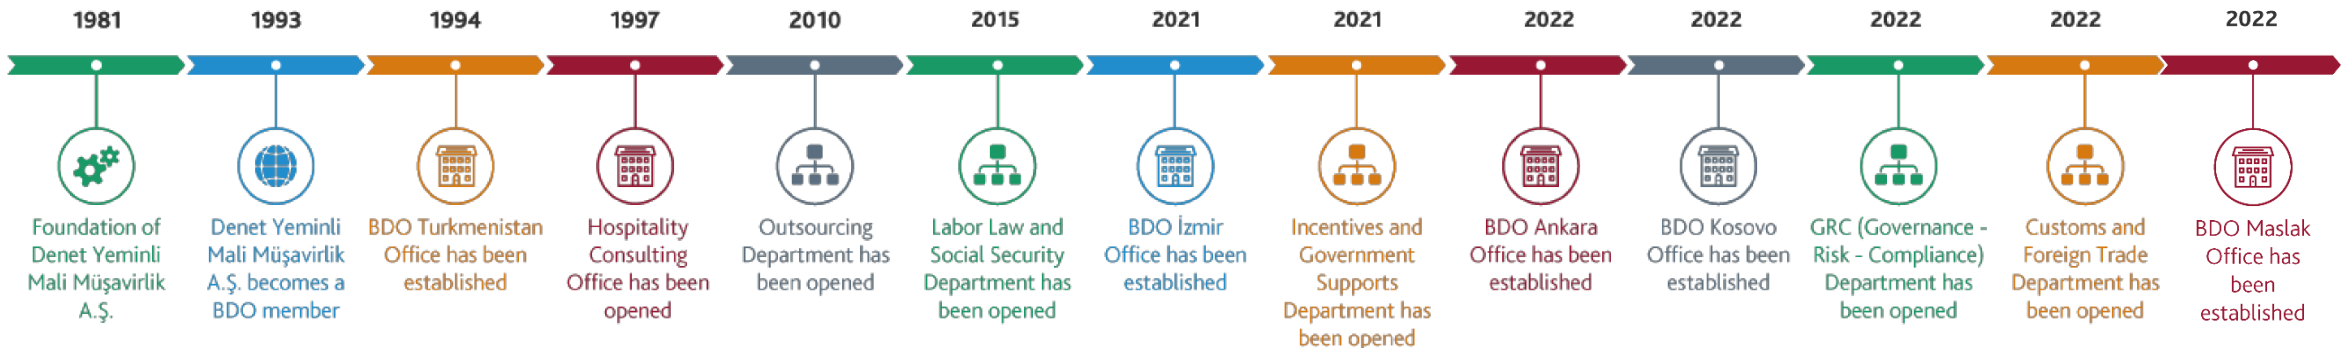 1981
Foundation of
Denet Yeminli
Mali Müşavirlik
A.Ş.
1993
Denet Yeminli
Mali Müşavirlik
A.Ş. becomes a
BDO member
1994
BDO Turkmenistan
Office has been
established
1997
Hospitality
Consulting
Office has been
opened
2010
Outsourcing
Department has
been opened
2015
Labor Law and
Social Security
Department has
been opened
2021
BDO İzmir
Office has been
established
2021
Incentives and
Government
Supports
Department has
been opened
2022
BDO Ankara
Office has been
established
2022
BDO Kosovo
Office has been
established
2022
GRC (Governance -
Risk - Compliance)
Department has
been opened
2022
Customs and
Foreign Trade
Department has
been opened
2022
BDO Maslak
Office has
been
established